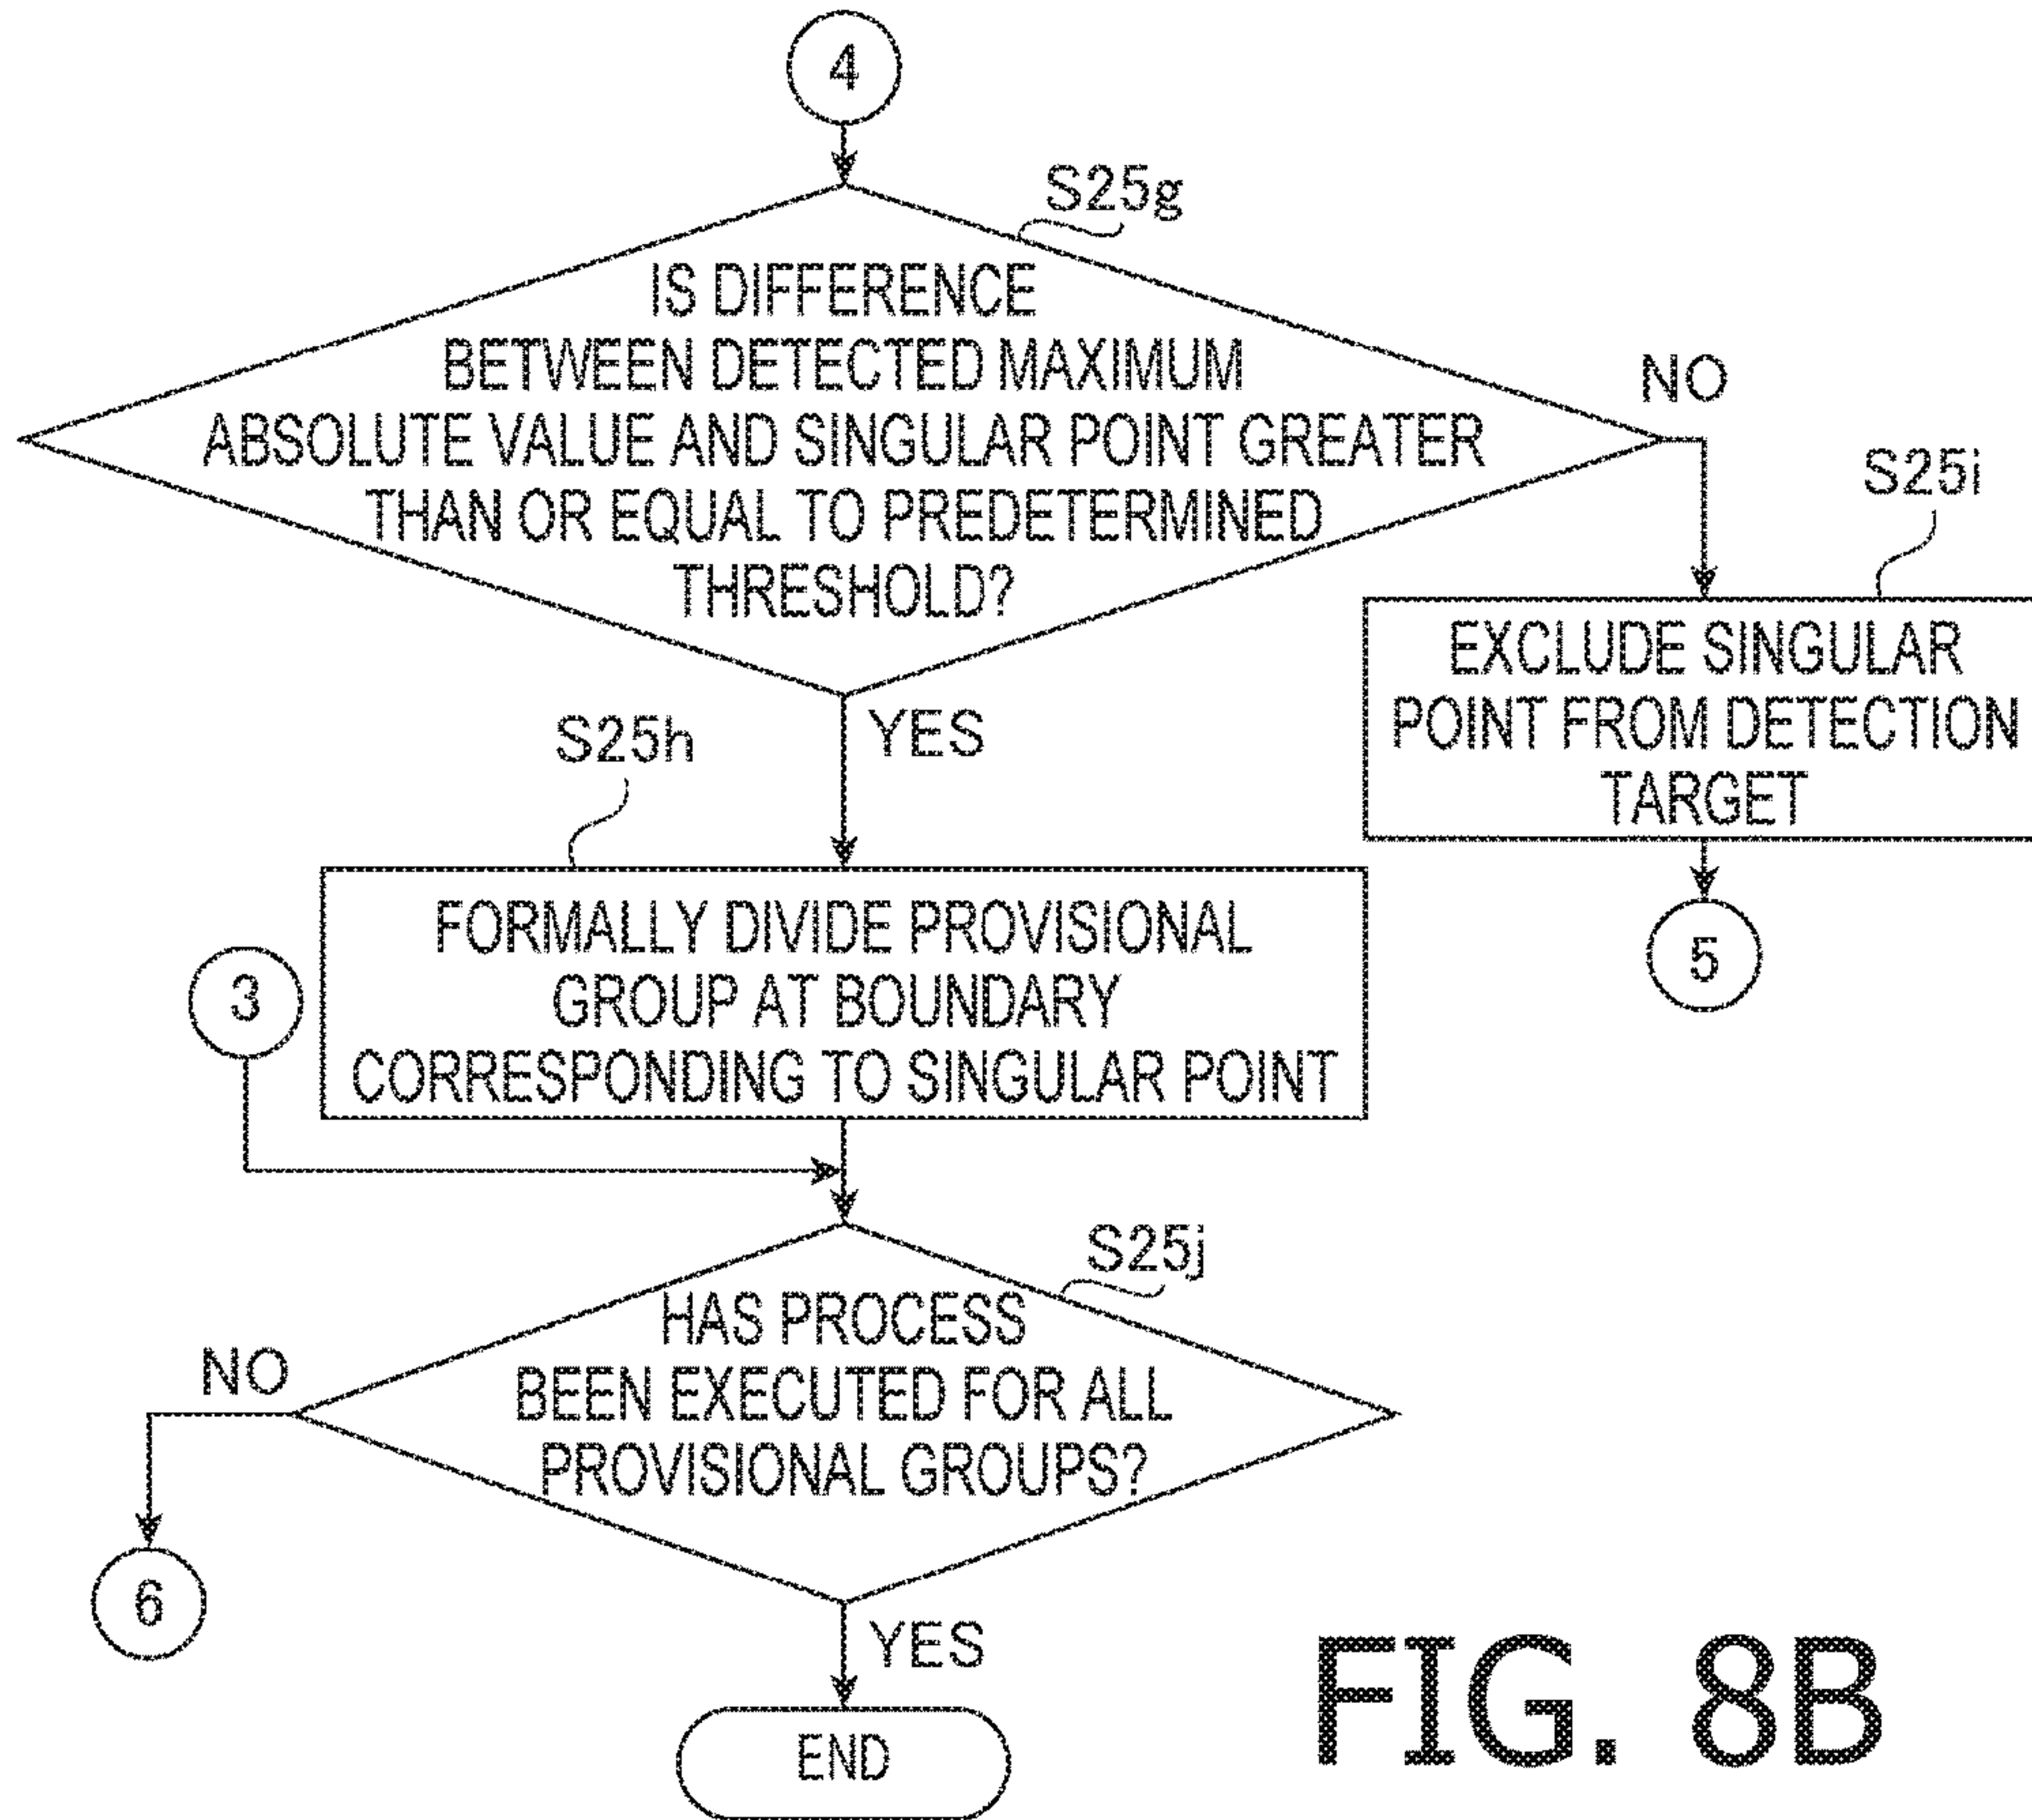 4
S25g
IS DIFFERENCE
BETWEEN DETECTED MAXIMUM
ABSOLUTE VALUE AND SINGULAR POINT GREATER
THAN OR EQUAL TO PREDETERMINED
THRESHOLD?
NO
S25i
EXCLUDE SINGULAR
POINT FROM DETECTION
TARGET
5
YES
S25h
FORMALLY DIVIDE PROVISIONAL
GROUP AT BOUNDARY
CORRESPONDING TO SINGULAR POINT
3
S25j
HAS PROCESS
BEEN EXECUTED FOR ALL
PROVISIONAL GROUPS?
NO
6
YES
END
FIG. 8B